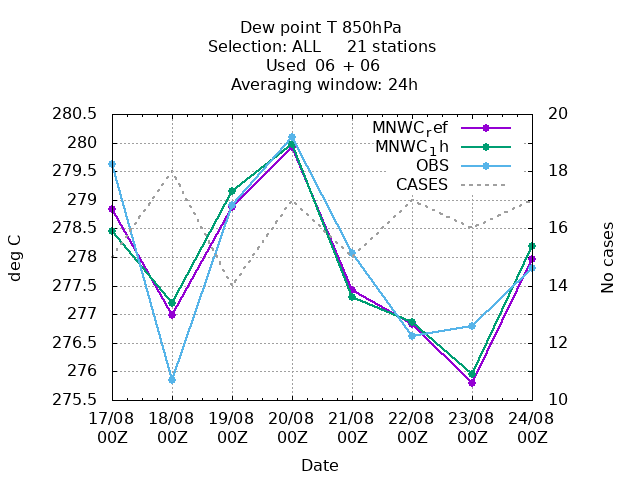 Dew point T 850hPa
Selection: ALL 21 stations
Used 06 + 06
Averaging window: 24h
280.5
280
279.5
279
278.5
278
277.5
277
276.5
276
275.5
deg C
20
18
16
14
12
10
No cases
MNWC_ref
MNWC_1h
OBS
CASES
17/08 18/08 19/08 20/08 21/08 22/08 23/08 24/08
00Z 00Z 00Z 00Z 00Z 00Z 00Z 00Z
Date